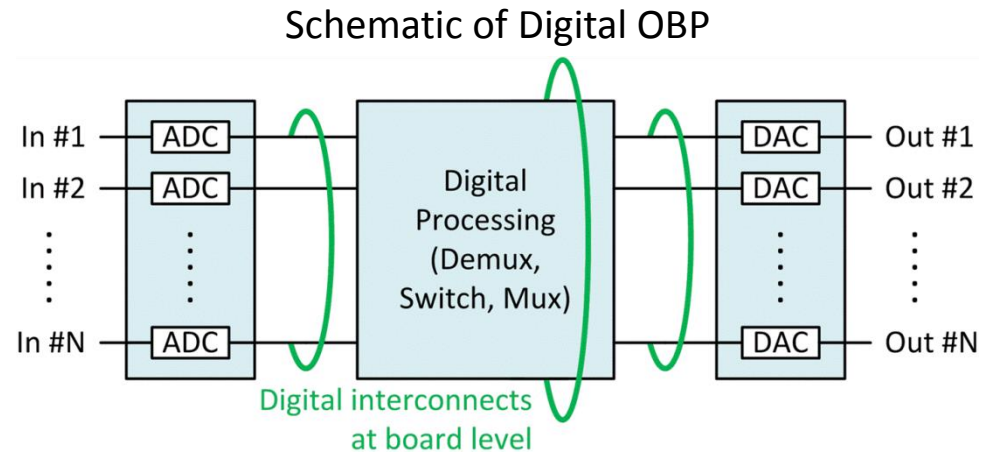 Schematic of Digital OBP
In #1
ADC
DAC
Out #1
In #2
ADC
Digital
Processing
(Demux,
Switch, Mux)
DAC
Out #2
In #N
ADC
DAC
Out #N
Digital interconnects
at board level